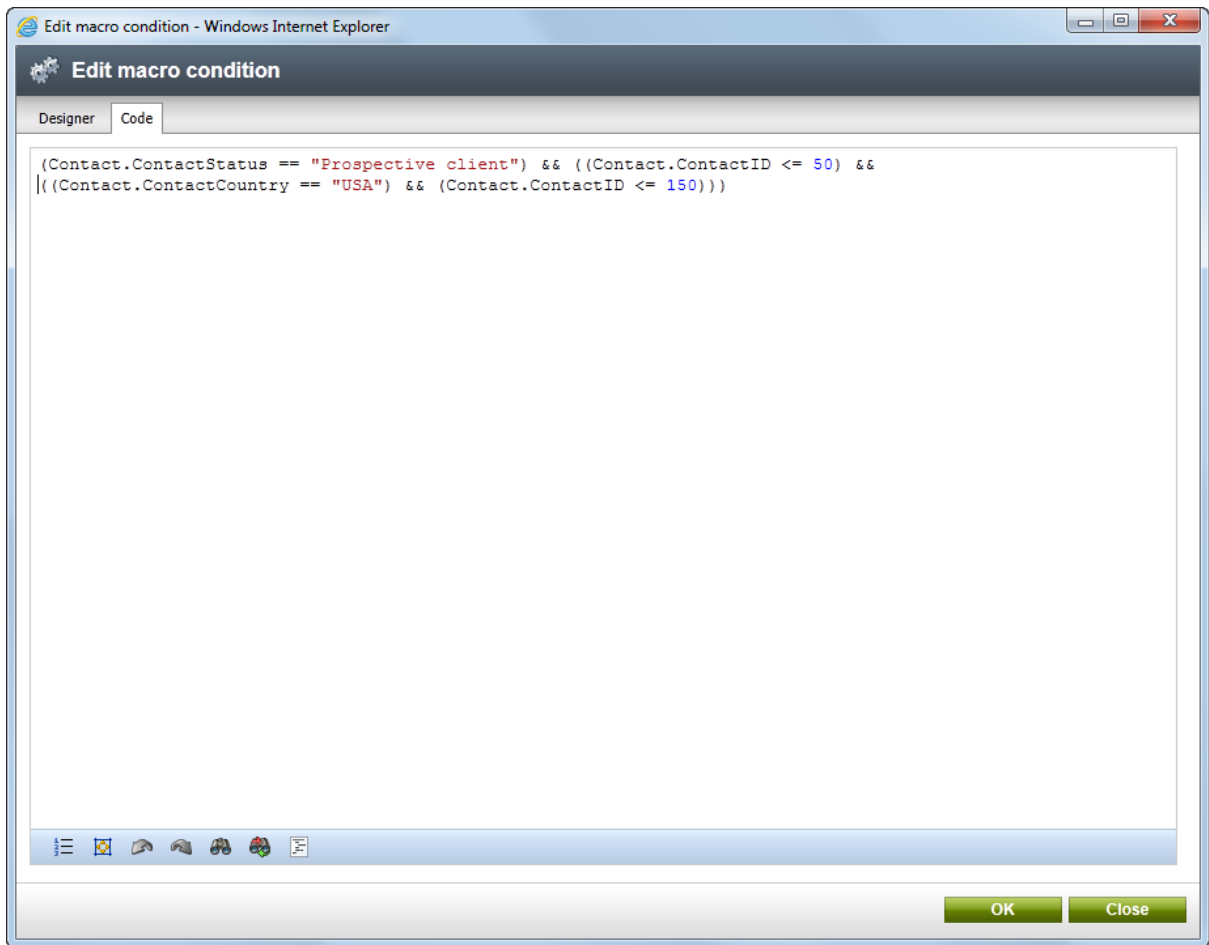 Edit macro condition - Windows Internet Explorer
Edit macro condition
Designer Code
(Contact.ContactStatus == "Prospective client") && ((Contact.ContactID <= 50) &&
((Contact.ContactCountry == "USA") && (Contact.ContactID <= 150)))
OK Close